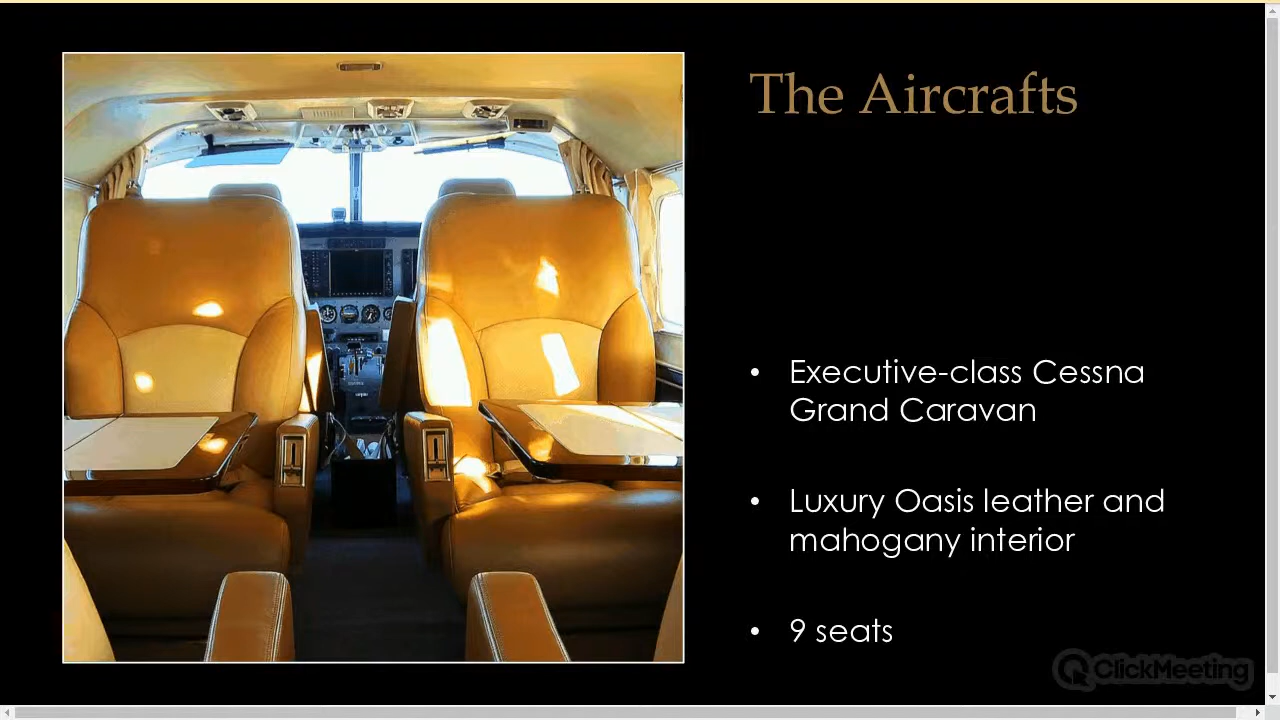 The Aircrafts
• Executive-class Cessna
Grand Caravan
• Luxury Oasis leather and
mahogany interior
• 9 seats
ClickMeeting